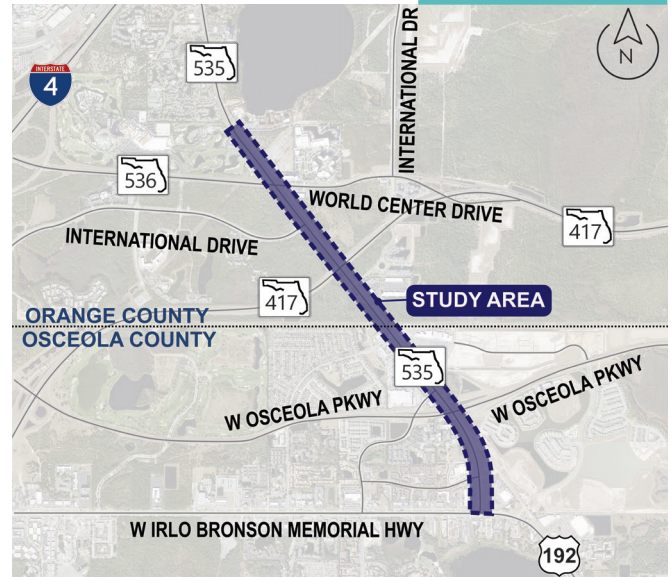 535
INTERNATIONAL DR
N
INTERSTATE
4
536
WORLD CENTER DRIVE
417
INTERNATIONAL DRIVE
417
STUDY AREA
ORANGE COUNTY
OSCEOLA COUNTY
535
W OSCEOLA PKWY
W OSCEOLA PKWY
W IRLO BRONSON MEMORIAL HWY
192